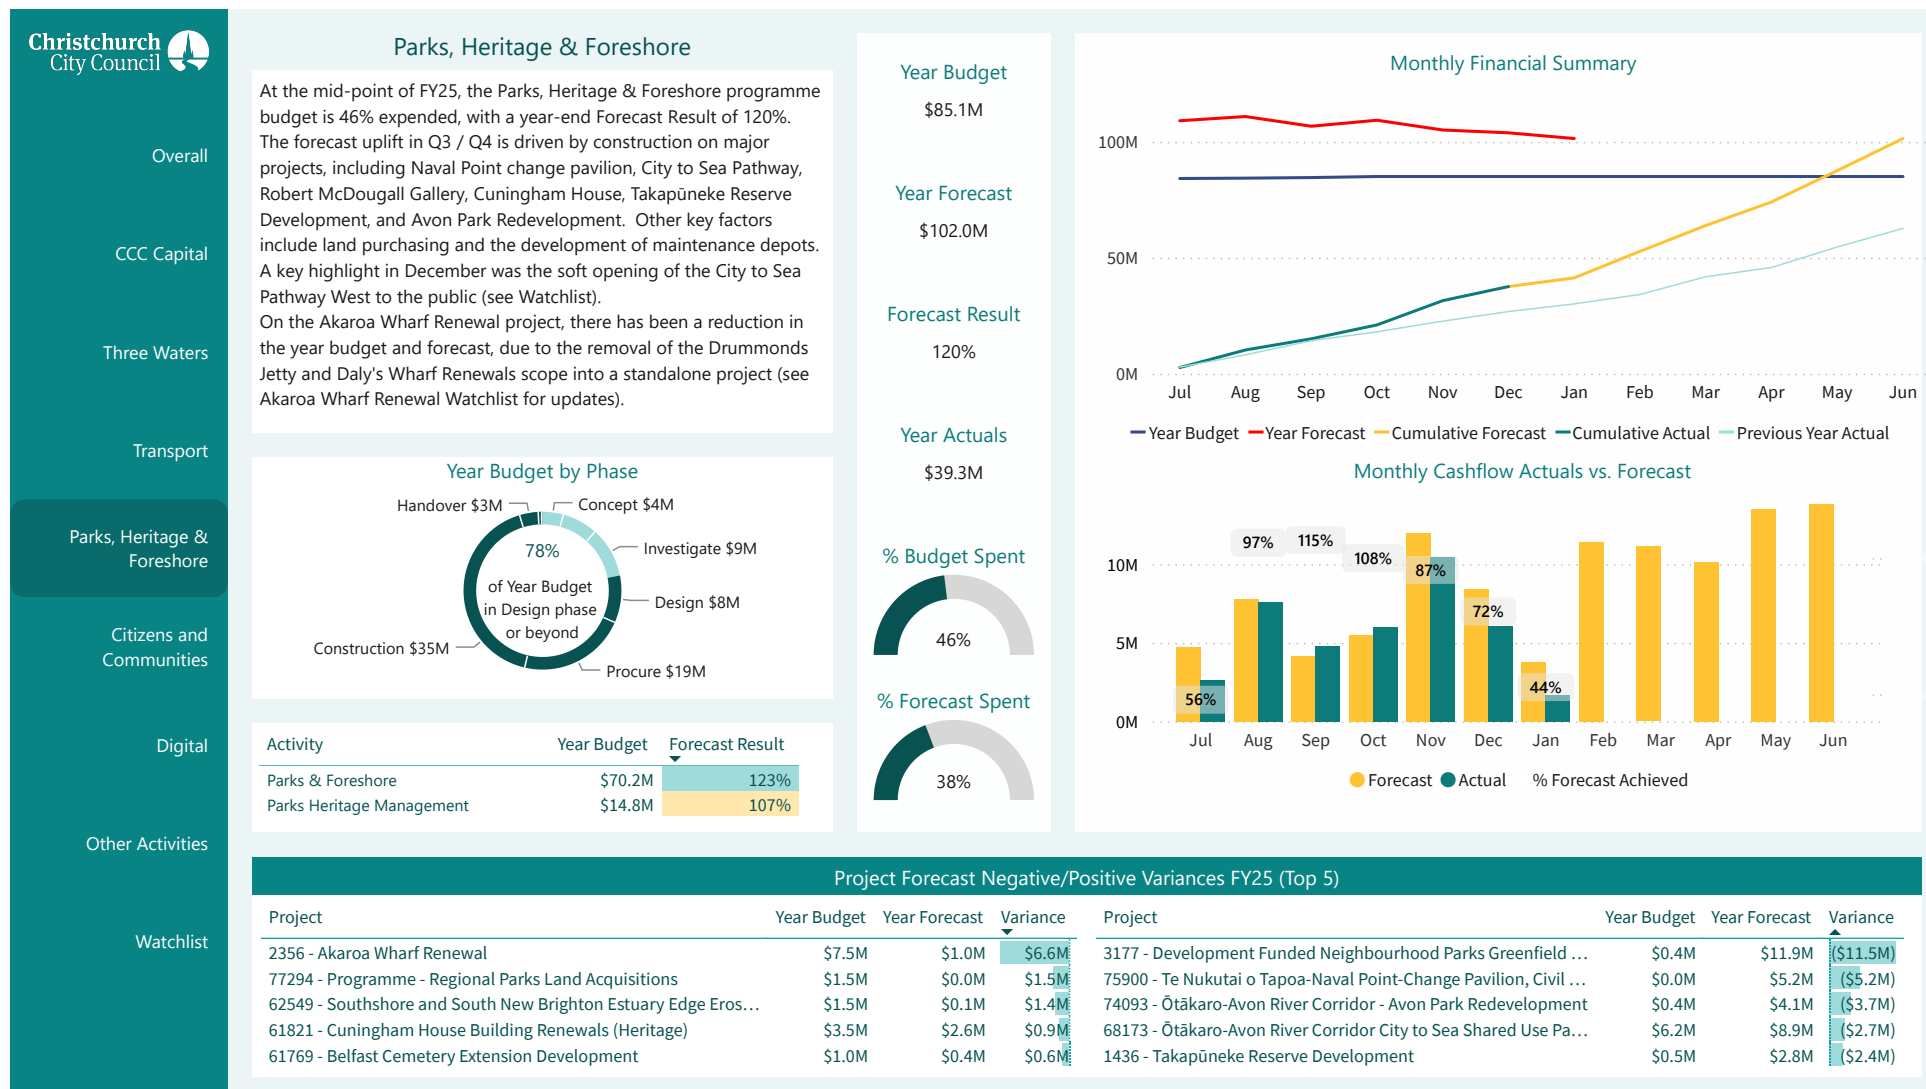 Christchurch
City Council
Overall
CCC Capital
Three Waters
Transport
Parks, Heritage &
Foreshore
Citizens and
Communities
Digital
Other Activities
Watchlist
Parks, Heritage & Foreshore
At the mid-point of FY25, the Parks, Heritage & Foreshore programme
budget is 46% expended, with a year-end Forecast Result of 120%.
The forecast uplift in Q3 / Q4 is driven by construction on major
projects, including Naval Point change pavilion, City to Sea Pathway,
Robert McDougall Gallery, Cuningham House, Takapūneke Reserve
Development, and Avon Park Redevelopment.  Other key factors
include land purchasing and the development of maintenance depots.
A key highlight in December was the soft opening of the City to Sea
Pathway West to the public (see Watchlist).
On the Akaroa Wharf Renewal project, there has been a reduction in
the year budget and forecast, due to the removal of the Drummonds
Jetty and Daly's Wharf Renewals scope into a standalone project (see
Akaroa Wharf Renewal Watchlist for updates).
Year Budget by Phase
Handover $3M
Concept $4M
Investigate $9M
Design $8M
Procure $19M
Construction $35M
78%
of Year Budget
in Design phase
or beyond
Activity Year Budget Forecast Result
Parks & Foreshore $70.2M 123%
Parks Heritage Management $14.8M 107%
Year Budget
$85.1M
Year Forecast
$102.0M
Forecast Result
120%
Year Actuals
$39.3M
% Budget Spent
46%
% Forecast Spent
38%
Monthly Financial Summary
100M
50M
0M
Jul Aug Sep Oct Nov Dec Jan Feb Mar Apr May Jun
Year Budget Year Forecast Cumulative Forecast Cumulative Actual Previous Year Actual
Monthly Cashflow Actuals vs. Forecast
10M
5M
0M
56% 97% 115% 108% 87% 72% 44%
Jul Aug Sep Oct Nov Dec Jan Feb Mar Apr May Jun
Forecast Actual % Forecast Achieved
Project Forecast Negative/Positive Variances FY25 (Top 5)
Project Year Budget Year Forecast Variance
2356 - Akaroa Wharf Renewal $7.5M $1.0M $6.6M
77294 - Programme - Regional Parks Land Acquisitions $1.5M $0.0M $1.5M
62549 - Southshore and South New Brighton Estuary Edge Eros... $1.5M $0.1M $1.4M
61821 - Cuningham House Building Renewals (Heritage) $3.5M $2.6M $0.9M
61769 - Belfast Cemetery Extension Development $1.0M $0.4M $0.6M
Project Year Budget Year Forecast Variance
3177 - Development Funded Neighbourhood Parks Greenfield ... $0.4M $11.9M ($11.5M)
75900 - Te Nukutai o Tapoa-Naval Point-Change Pavilion, Civil ... $0.0M $5.2M ($5.2M)
74093 - Ōtākaro-Avon River Corridor - Avon Park Redevelopment $0.4M $4.1M ($3.7M)
68173 - Ōtākaro-Avon River Corridor City to Sea Shared Use Pa... $6.2M $8.9M ($2.7M)
1436 - Takapūneke Reserve Development $0.5M $2.8M ($2.4M)